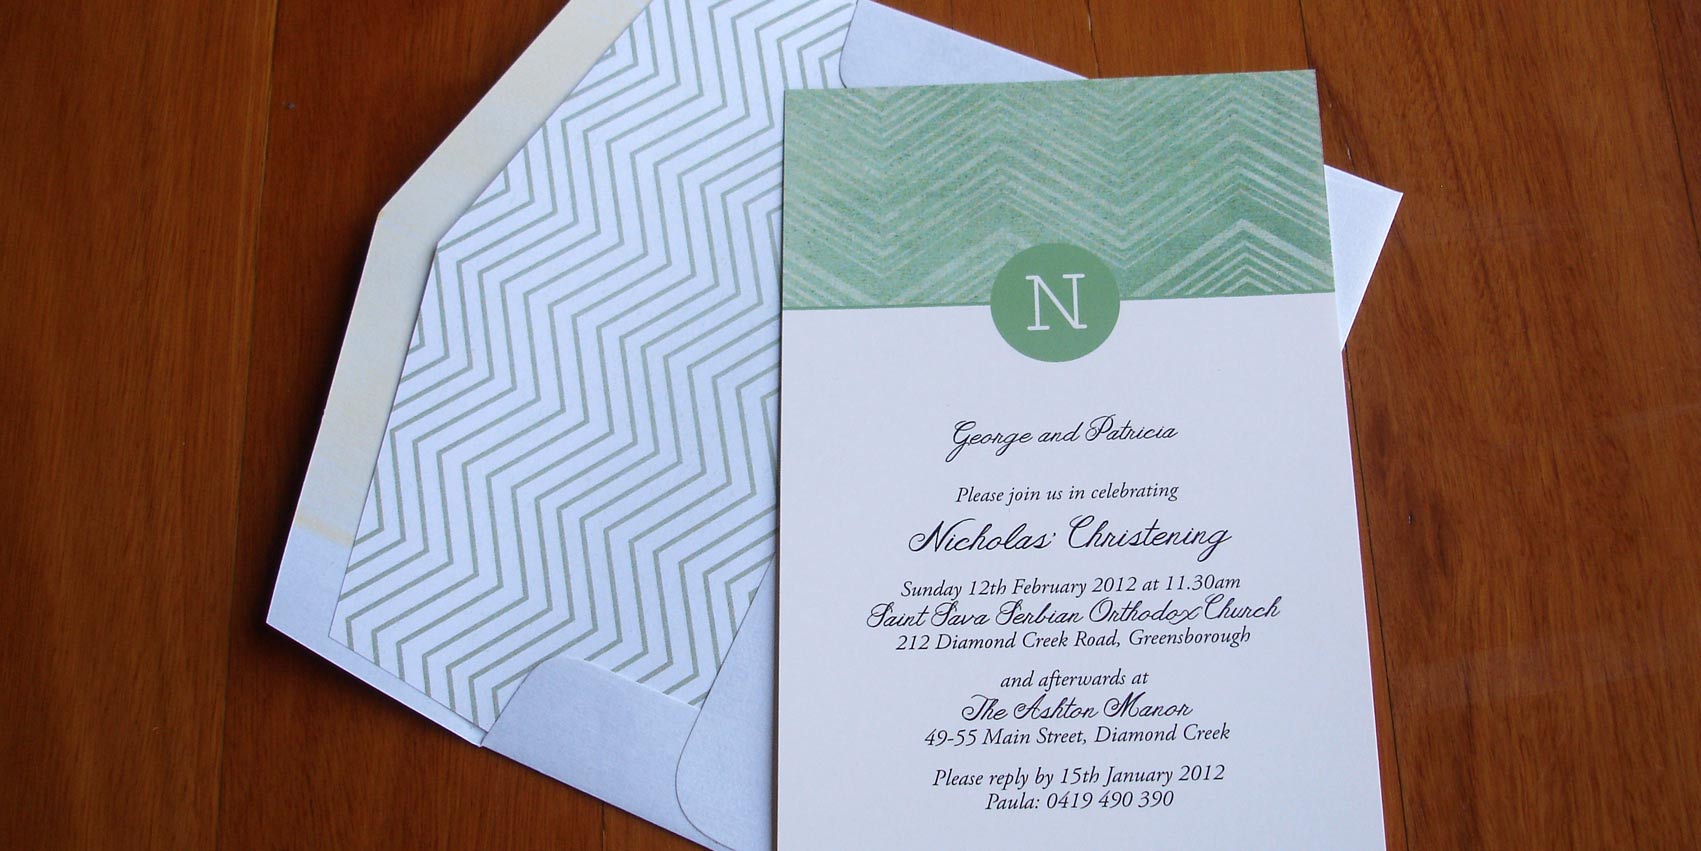 N
George and Patricia
Please join us in celebrating
Nicholas' Christening
Sunday 12th February 2012 at 11.30am
Saint Sava Serbian Orthodox Church
212 Diamond Creek Road, Greensborough
and afterwards at
The Ashton Manor
49-55 Main Street, Diamond Creek
Please reply by 15th January 2012
Paula: 0419 490 390